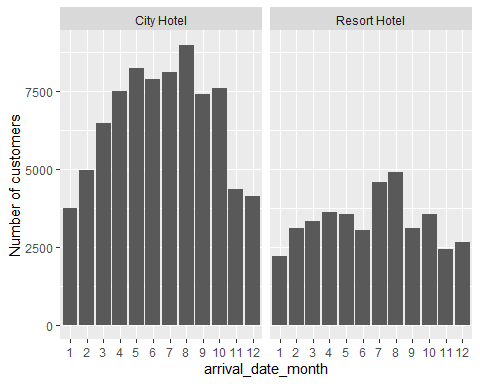 City Hotel
Resort Hotel
Number of customers
7500
5000
2500
0
1 2 3 4 5 6 7 8 9 10 11 12
1 2 3 4 5 6 7 8 9 10 11 12
arrival_date_month